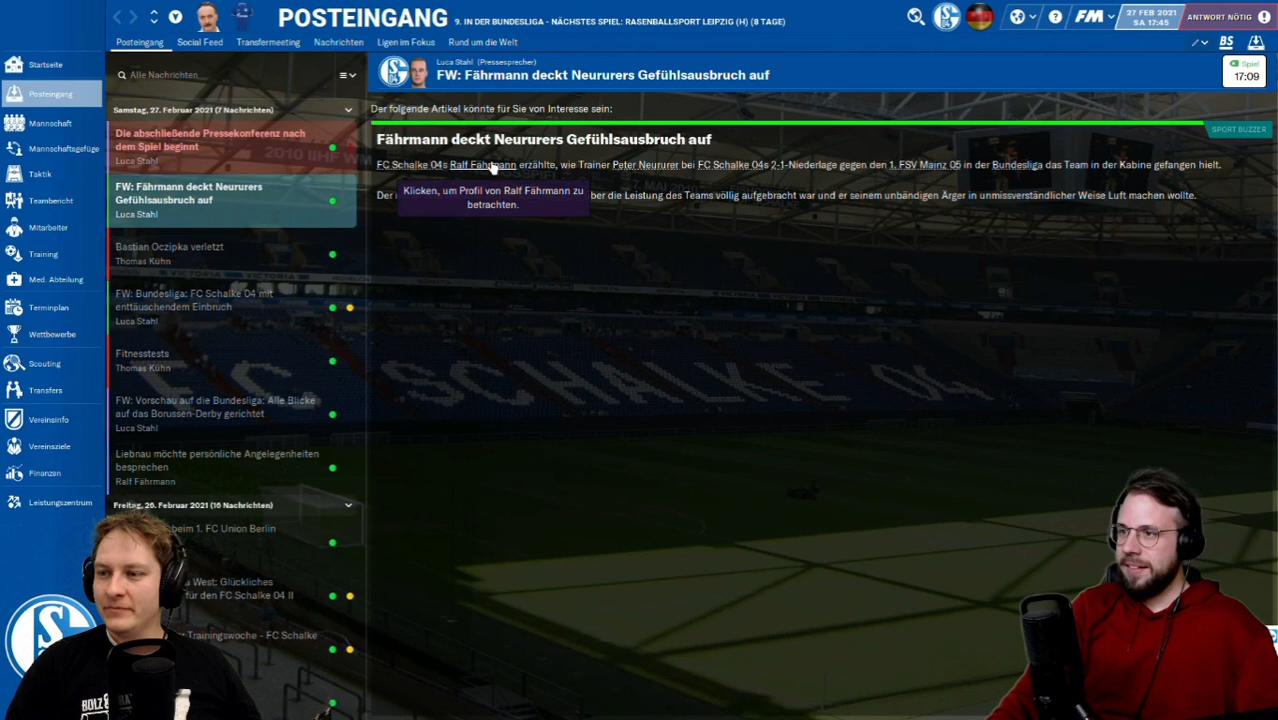 POSTEINGANG
9. IN DER BUNDESLIGA - NÄCHSTES SPIEL: RASENBALLSPORT LEIPZIG (H) (8 TAGE)
FM
27 FEB 2021
SA 17:45
ANTWORT NÖTIG
Posteingang
Social Feed
Transfermeeting
Nachrichten
Ligen im Fokus
Rund um die Welt
BS
Startseite
Posteingang
Mannschaft
Mannschaftsgefüge
Taktik
Teambericht
Mitarbeiter
Training
Med. Abteilung
Terminplan
Wettbewerbe
Scouting
Transfers
Vereinsinfo
Vereinsziele
Finanzen
Leistungszentrum
Alle Nachrichten
Samstag, 27. Februar 2021 (7 Nachrichten)
Die abschließende Pressekonferenz nach
dem Spiel beginnt
Luca Stahl
FW: Fährmann deckt Neururers
Gefühlsausbruch auf
Luca Stahl
Bastian Oczipka verletzt
Thomas Kühn
FW: Bundesliga: FC Schalke 04 mit
enttäuschendem Einbruch
Luca Stahl
Fitnesstests
Thomas Kühn
FW: Vorschau auf die Bundesliga: Alle Blicke
auf das Borussen-Derby gerichtet
Luca Stahl
Liebnau möchte persönliche Angelegenheiten
besprechen
Ralf Fährmann
Freitag, 26. Februar 2021 (16 Nachrichten)
beim 1. FC Union Berlin
West: Glückliches
für den FC Schalke 04 II
Trainingswoche - FC Schalke
Luca Stahl (Pressesprecher)
FW: Fährmann deckt Neururers Gefühlsausbruch auf
Spiel
17:09
Der folgende Artikel könnte für Sie von Interesse sein:
SPORT BUZZER
Fährmann deckt Neururers Gefühlsausbruch auf
FC Schalke 04s Ralf Fährmann erzählte, wie Trainer Peter Neururer bei FC Schalke 04s 2-1-Niederlage gegen den 1. FSV Mainz 05 in der Bundesliga das Team in der Kabine gefangen hielt.
Klicken, um Profil von Ralf Fährmann zu
betrachten.
über die Leistung des Teams völlig aufgebracht war und er seinem unbändigen Ärger in unmissverständlicher Weise Luft machen wollte.
FC SCHALKE 04
BOLZ